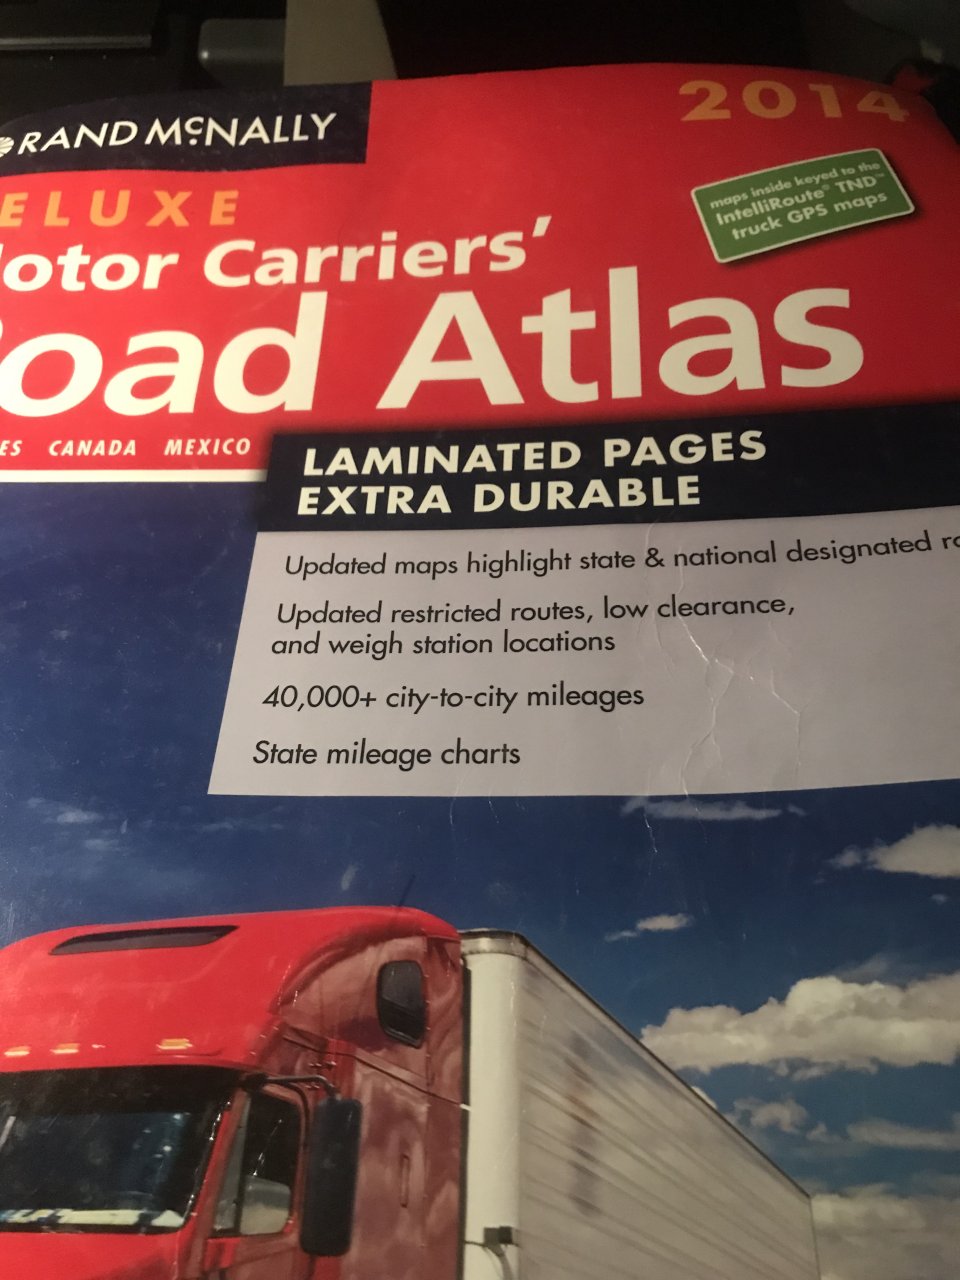 RAND McNALLY
2014
ELUXE
maps inside keyed to the
IntelliRoute® TND™
truck GPS maps
otor Carriers'
oad Atlas
ES CANADA MEXICO
LAMINATED PAGES
EXTRA DURABLE
Updated maps highlight state & national designated ro
Updated restricted routes, low clearance,
and weigh station locations
40,000+ city-to-city mileages
State mileage charts